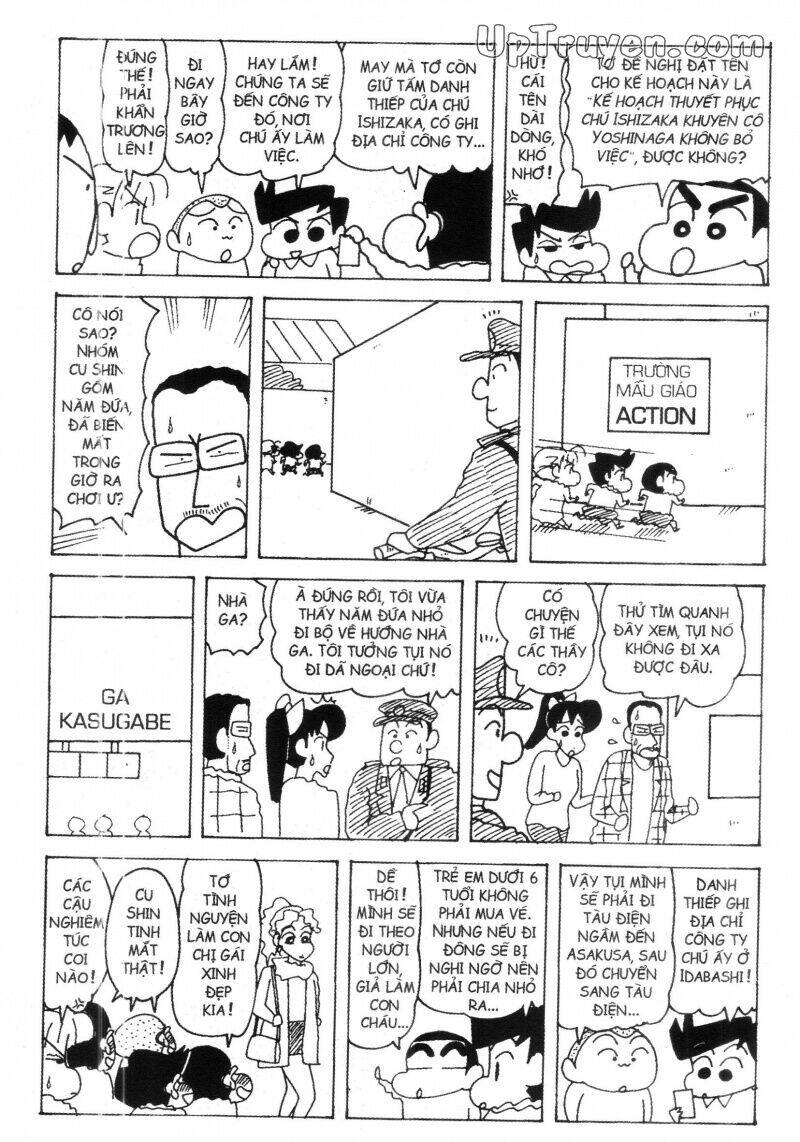 UpTruyen.com
TỚ ĐỀ NGHỊ ĐẶT TÊN
CHO KẾ HOẠCH NÀY LÀ
"KẾ HOẠCH THUYẾT PHỤC
CHÚ ISHIZAKA KHUYÊN CÔ
YOSHINAGA KHÔNG BỎ
VIỆC", ĐƯỢC KHÔNG?
HỪ!
CÁI
TÊN
DÀI
DÒNG,
KHÓ
NHỚ!
MAY MÀ TỚ CÒN
GIỮ TẤM DANH
THIẾP CỦA CHÚ
ISHIZAKA, CÓ GHI
ĐỊA CHỈ CÔNG TY...
HAY LẮM!
CHÚNG TA SẼ
ĐẾN CÔNG TY
ĐÓ, NƠI
CHÚ ẤY LÀM
VIỆC.
ĐI
NGAY
BÂY
GIỜ
SAO?
ĐÚNG
THẾ!
PHẢI
KHẨN
TRƯƠNG
LÊN!
TRƯỜNG
MẪU GIÁO
ACTION
CÔ NÓI
SAO?
NHÓM
CU SHIN
GỒM
NĂM ĐỨA,
ĐÃ BIẾN
MẤT
TRONG
GIỜ RA
CHƠI Ư?
THỬ TÌM QUANH
ĐÂY XEM, TỤI NÓ
KHÔNG ĐI XA
ĐƯỢC ĐÂU.
CÓ
CHUYỆN
GÌ THẾ
CÁC THẦY
CÔ?
À ĐÚNG RỒI, TÔI VỪA
THẤY NĂM ĐỨA NHỎ
ĐI BỘ VỀ HƯỚNG NHÀ
GA. TÔI TƯỞNG TỤI NÓ
ĐI DÃ NGOẠI CHỨ!
NHÀ
GA?
GA
KASUGABE
DANH
THIẾP GHI
ĐỊA CHỈ
CÔNG TY
CHÚ ẤY Ở
IDABASHI!
VẬY TỤI MÌNH
SẼ PHẢI ĐI
TÀU ĐIỆN
NGẦM ĐẾN
ASAKUSA, SAU
ĐÓ CHUYỂN
SANG TÀU
ĐIỆN...
TRẺ EM DƯỚI 6
TUỔI KHÔNG
PHẢI MUA VÉ.
NHƯNG NẾU ĐI
ĐÔNG SẼ BỊ
NGHI NGỜ NÊN
PHẢI CHIA NHỎ
RA...
DỄ
THÔI!
MÌNH SẼ
ĐI THEO
NGƯỜI
LỚN,
GIẢ LÀM
CON
CHÁU...
TỚ
TÌNH
NGUYỆN
LÀM CON
CHỊ GÁI
XINH
ĐẸP
KIA!
CU
SHIN
TINH
MẮT
THẬT!
CÁC
CẬU
NGHIÊM
TÚC
COI
NÀO!